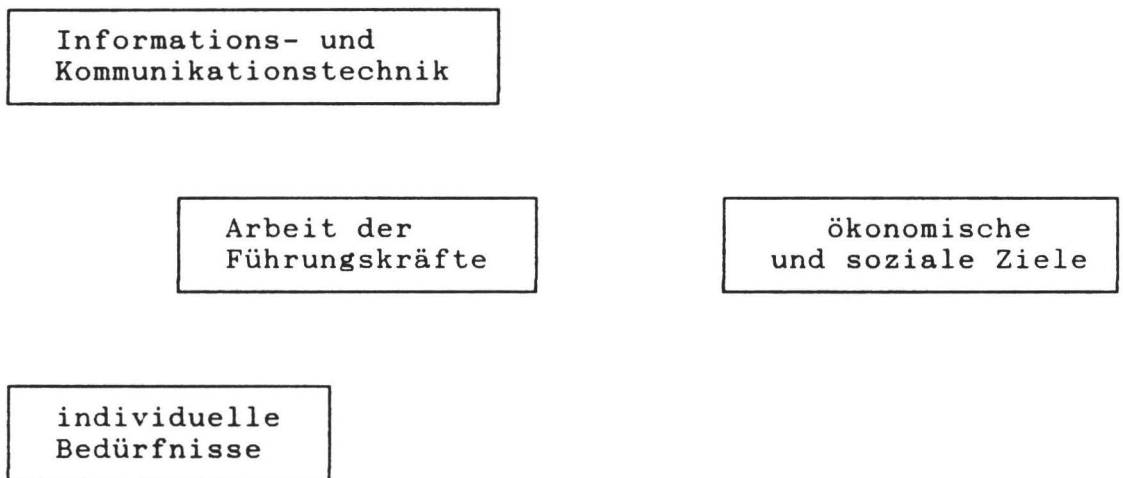 Informations- und
Kommunikationstechnik
Arbeit der
Führungskräfte
ökonomische
und soziale Ziele
individuelle
Bedürfnisse